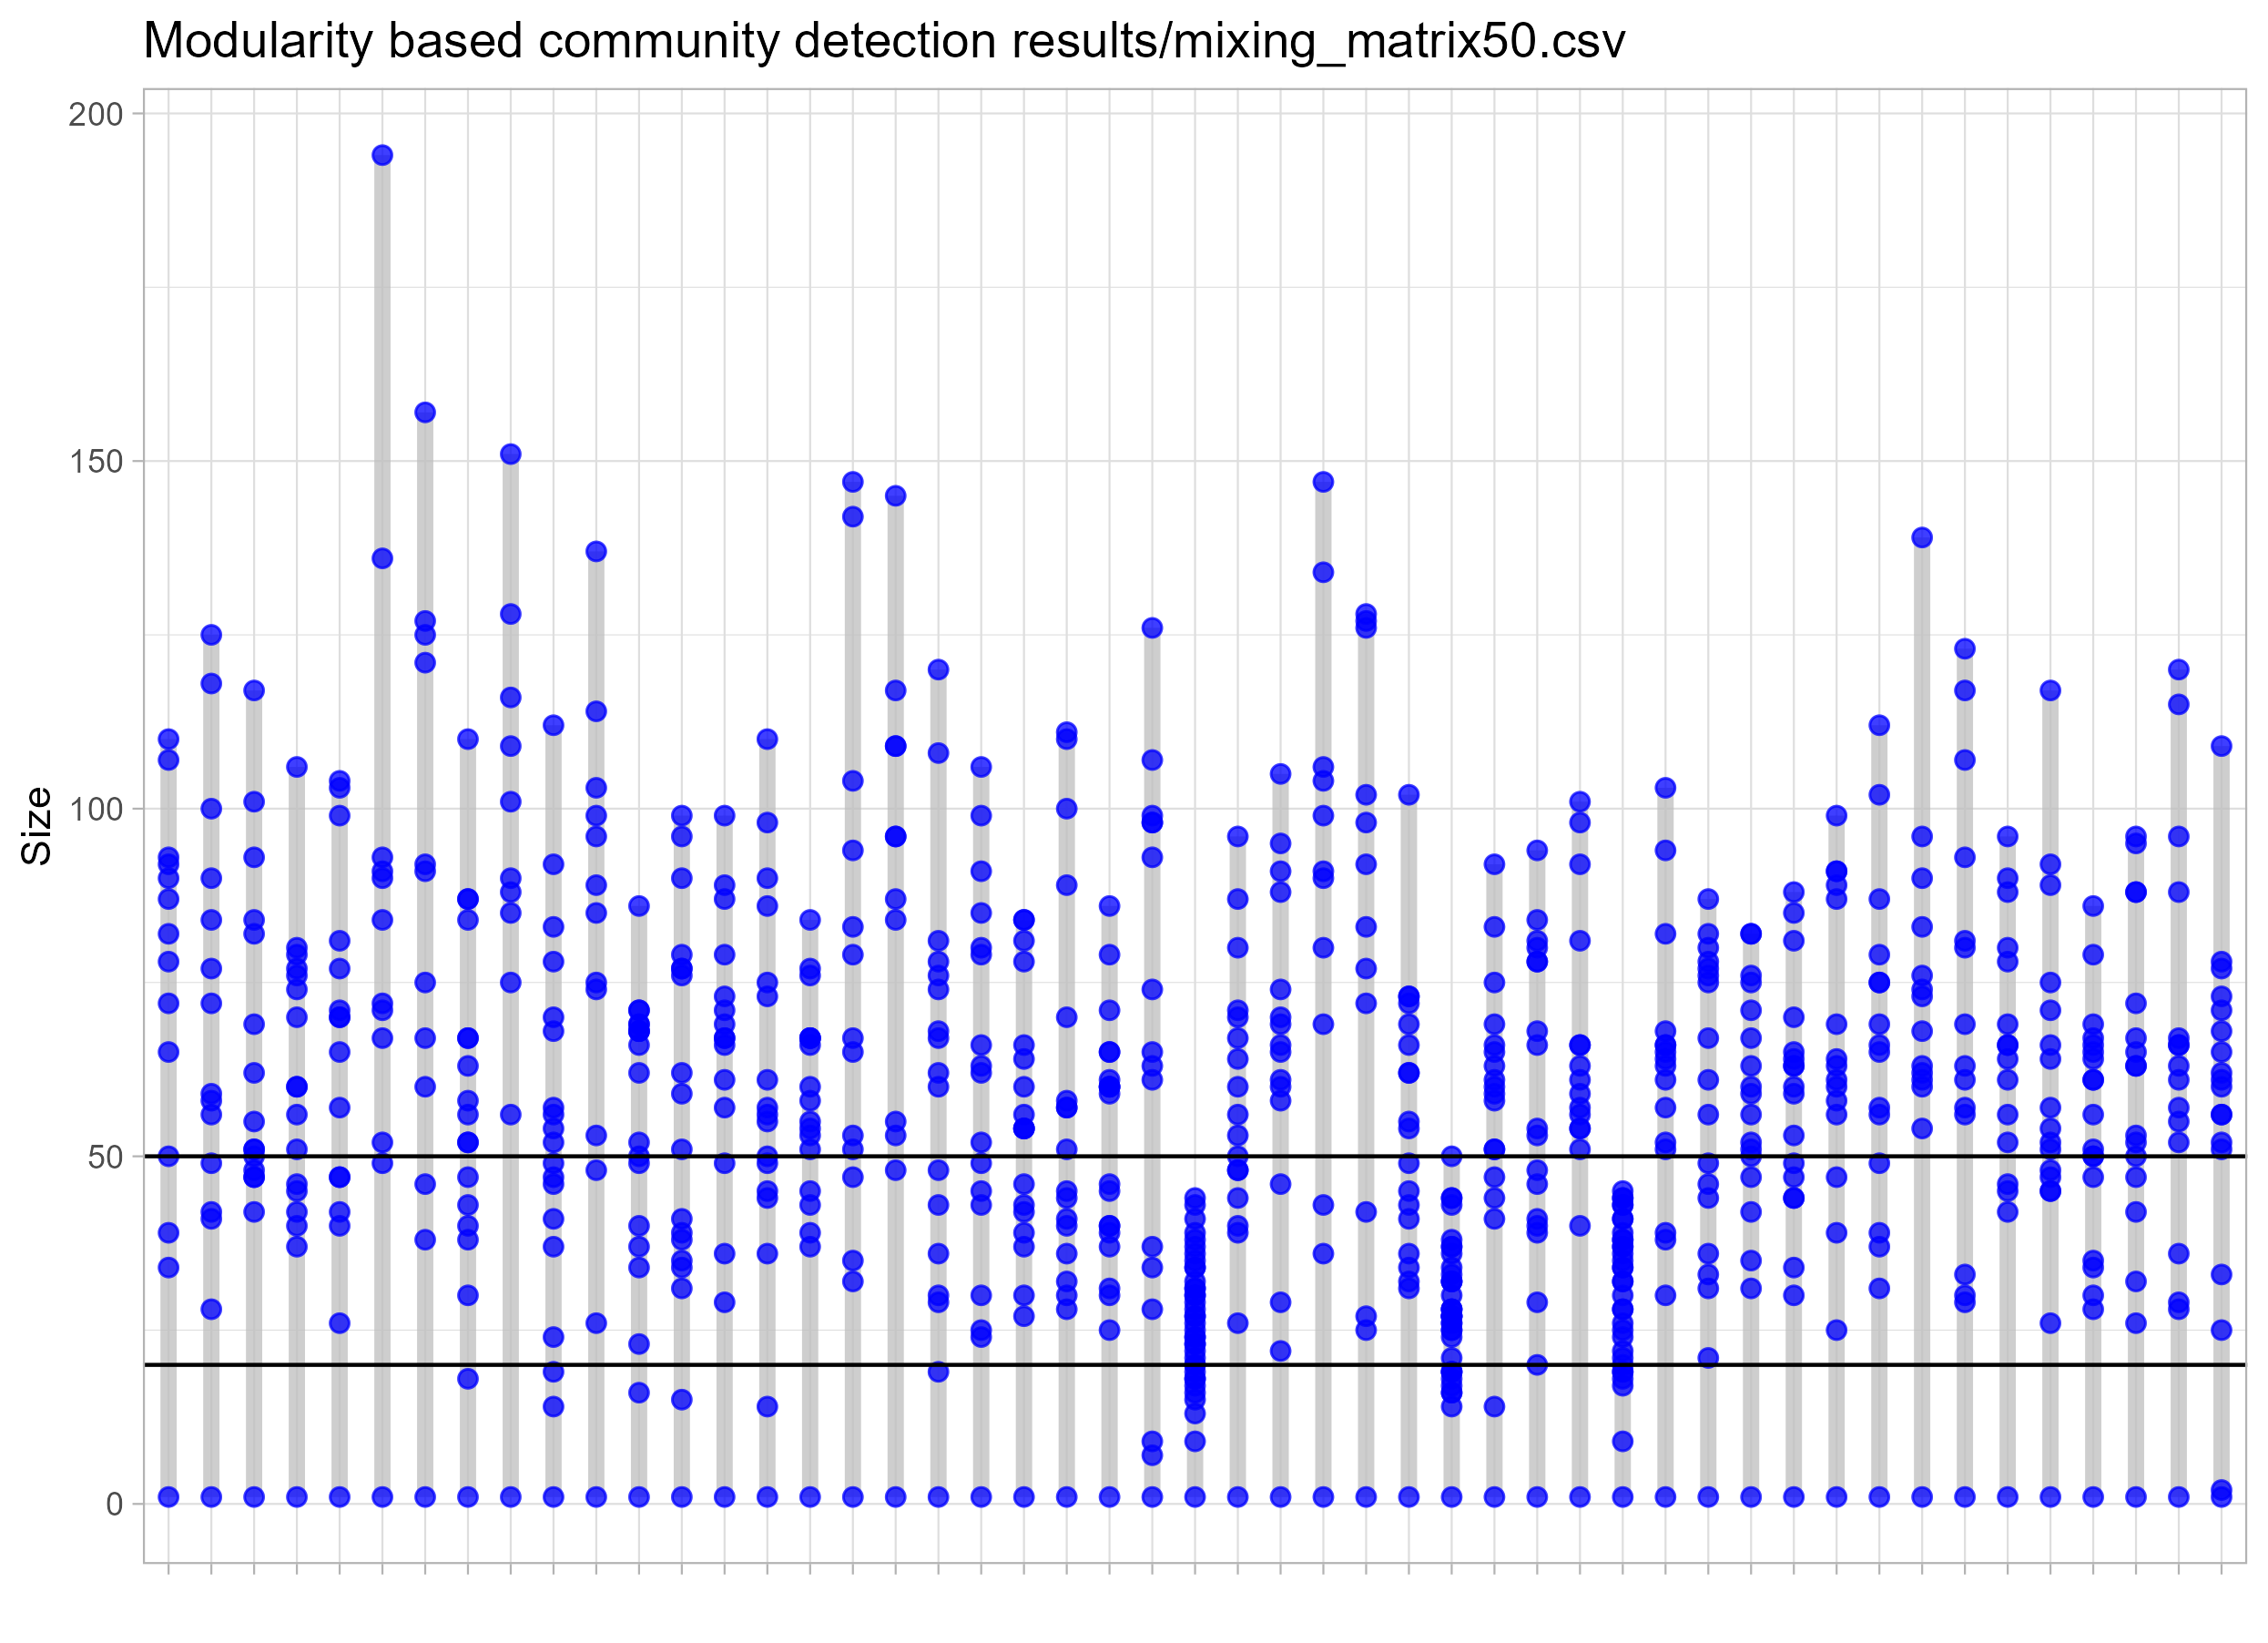 Modularity based community detection results/mixing_matrix50.csv
200
150
100
50
0
Size